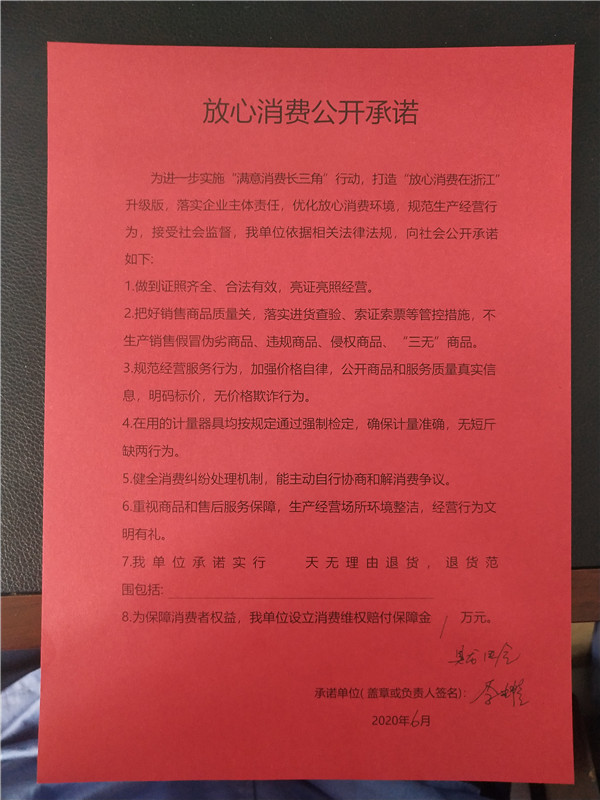 放心消费公开承诺
为进一步实施“满意消费长三角”行动，打造“放心消费在浙江”
升级版，落实企业主体责任，优化放心消费环境，规范生产经营行
为，接受社会监督，我单位依据相关法律法规，向社会公开承诺
如下:
1.做到证照齐全、合法有效，亮证亮照经营。
2.把好销售商品质量关，落实进货查验、索证索票等管控措施，不
生产销售假冒伪劣商品、违规商品、侵权商品、“三无”商品。
3.规范经营服务行为，加强价格自律，公开商品和服务质量真实信
息，明码标价，无价格欺诈行为。
4.在用的计量器具均按规定通过强制检定，确保计量准确，无短斤
缺两行为。
5.健全消费纠纷处理机制，能主动自行协商和解消费争议。
6.重视商品和售后服务保障，生产经营场所环境整洁，经营行为文
明有礼。
7.我单位承诺实行 天无理由退货，退货范
围包括:
8.为保障消费者权益，我单位设立消费维权赔付保障金 1 万元。
承诺单位( 盖章或负责人签名):
2020年6月